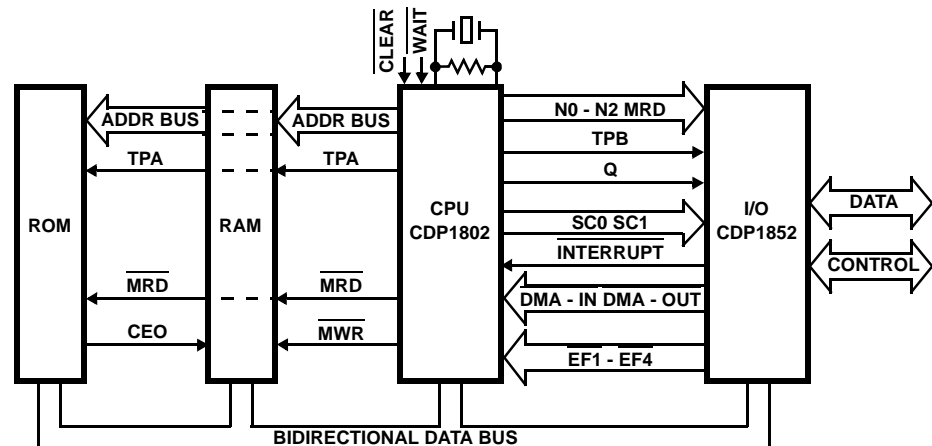 CLEAR
WAIT
ADDR BUS
ADDR BUS
N0 - N2 MRD
TPB
TPA
TPA
Q
ROM
RAM
CPU
CDP1802
I/O
CDP1852
DATA
SC0 SC1
INTERRUPT
CONTROL
MRD
MRD
DMA - IN DMA - OUT
CEO
MWR
EF1 - EF4
BIDIRECTIONAL DATA BUS